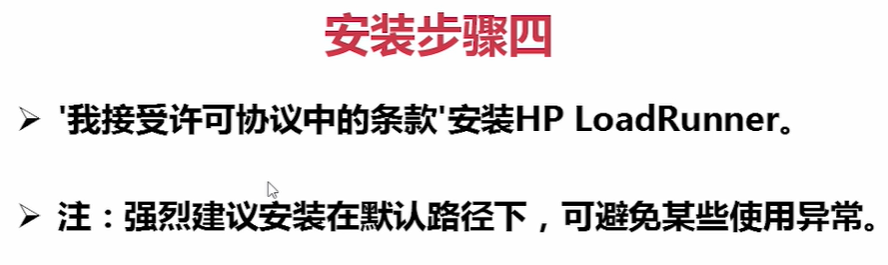 安装步骤四
'我接受许可协议中的条款'安装HP LoadRunner。
注：强烈建议安装在默认路径下，可避免某些使用异常。